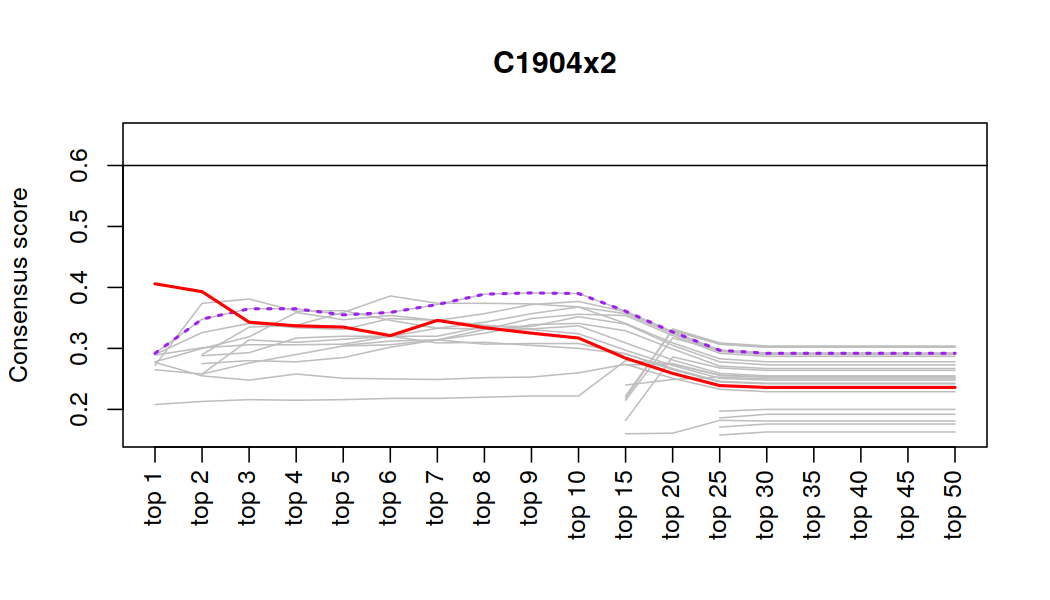 C1904x2
Consensus score
0.6
0.5
0.4
0.3
0.2
top 1
top 2
top 3
top 4
top 5
top 6
top 7
top 8
top 9
top 10
top 15
top 20
top 25
top 30
top 35
top 40
top 45
top 50